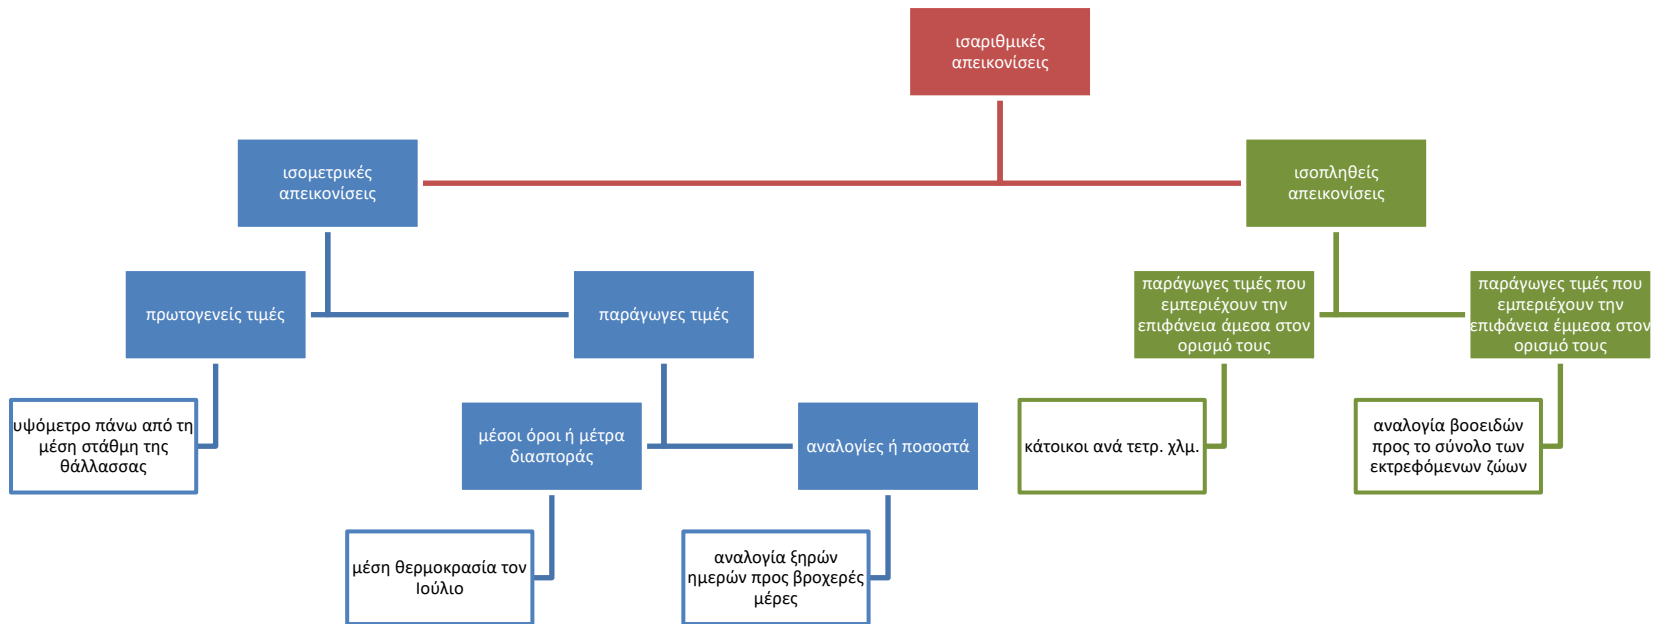 ισαριθμικές
απεικονίσεις
ισομετρικές
απεικονίσεις
ισοπληθείς
απεικονίσεις
πρωτογενείς τιμές
παράγωγες τιμές
παράγωγες τιμές που
εμπεριέχουν την
επιφάνεια άμεσα στον
ορισμό τους
παράγωγες τιμές που
εμπεριέχουν την
επιφάνεια έμμεσα στον
ορισμό τους
υψόμετρο πάνω από τη
μέση στάθμη της
θάλλασσας
μέσοι όροι ή μέτρα
διασποράς
αναλογίες ή ποσοστά
κάτοικοι ανά τετρ. χλμ.
αναλογία βοοειδών
προς το σύνολο των
εκτρεφόμενων ζώων
μέση θερμοκρασία τον
Ιούλιο
αναλογία ξηρών
ημερών προς βροχερές
μέρες